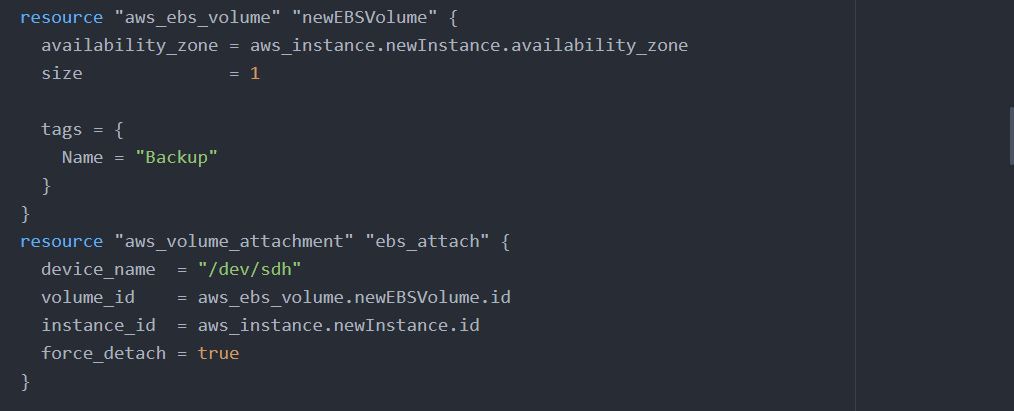 resource "aws_ebs_volume" "newEBSVolume" {
  availability_zone = aws_instance.newInstance.availability_zone
  size              = 1

  tags = {
    Name = "Backup"
  }
}
resource "aws_volume_attachment" "ebs_attach" {
  device_name  = "/dev/sdh"
  volume_id    = aws_ebs_volume.newEBSVolume.id
  instance_id  = aws_instance.newInstance.id
  force_detach = true
}